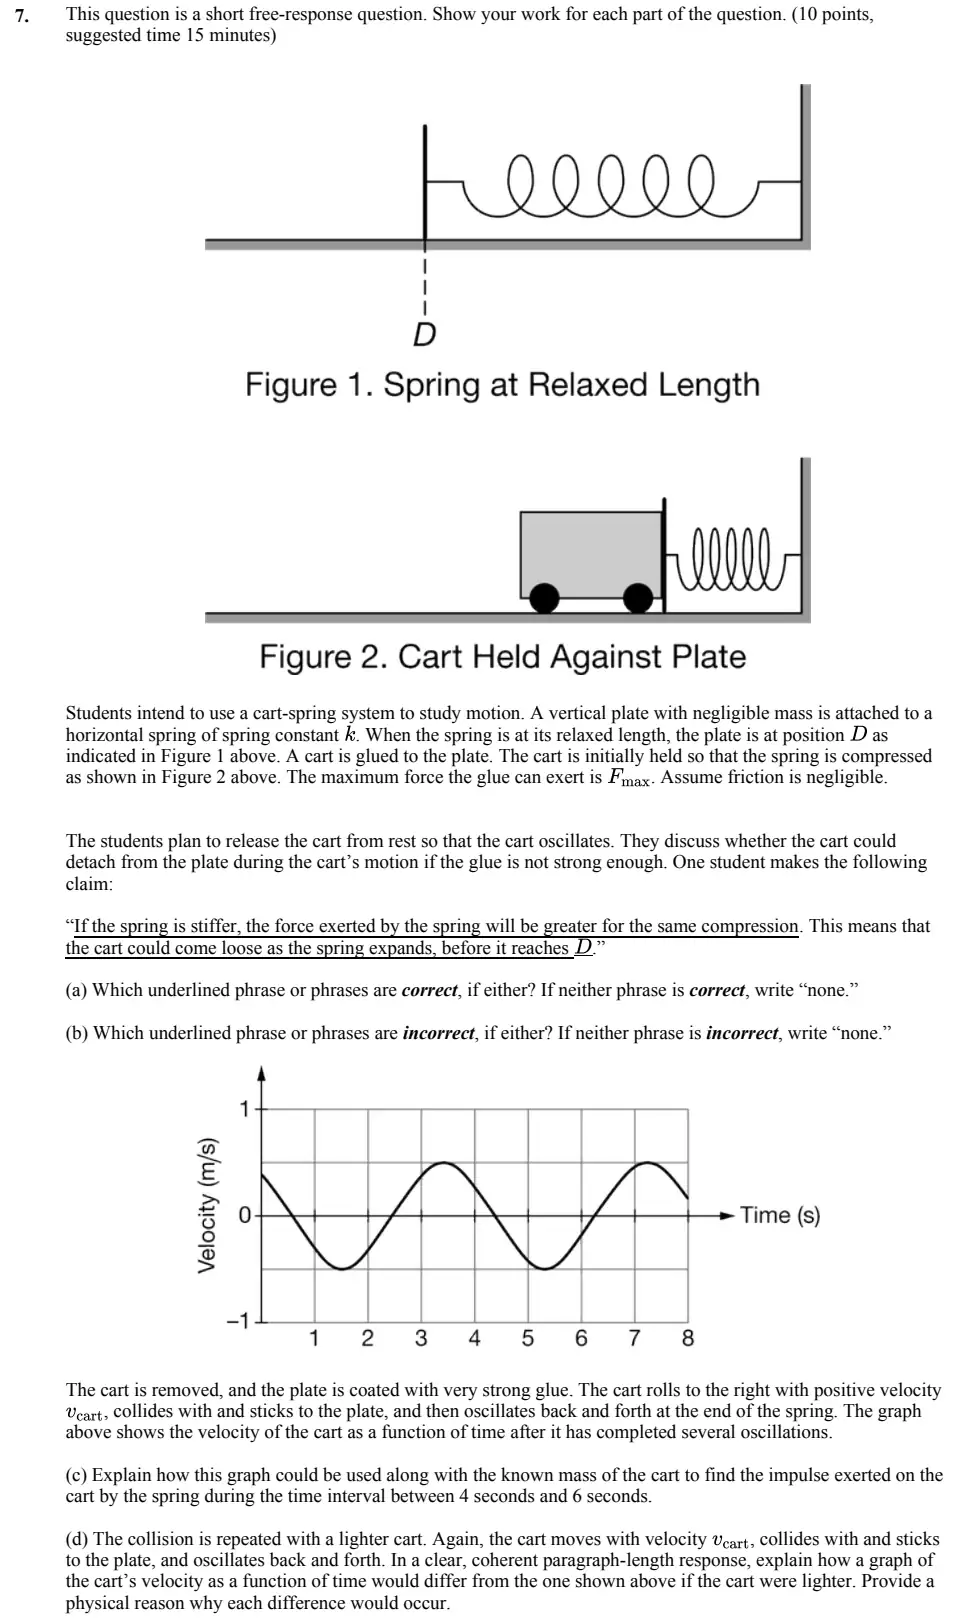 7. This question is a short free-response question. Show your work for each part of the question. (10 points,
suggested time 15 minutes)
D
Figure 1. Spring at Relaxed Length
Figure 2. Cart Held Against Plate
Students intend to use a cart-spring system to study motion. A vertical plate with negligible mass is attached to a
horizontal spring of spring constant k. When the spring is at its relaxed length, the plate is at position D as
indicated in Figure 1 above. A cart is glued to the plate. The cart is initially held so that the spring is compressed
as shown in Figure 2 above. The maximum force the glue can exert is Fmax. Assume friction is negligible.
The students plan to release the cart from rest so that the cart oscillates. They discuss whether the cart could
detach from the plate during the cart's motion if the glue is not strong enough. One student makes the following
claim:
“If the spring is stiffer, the force exerted by the spring will be greater for the same compression. This means that
the cart could come loose as the spring expands, before it reaches D.”
(a) Which underlined phrase or phrases are correct, if either? If neither phrase is correct, write “none.”
(b) Which underlined phrase or phrases are incorrect, if either? If neither phrase is incorrect, write “none.”
1
Velocity (m/s)
0
Time (s)
−1
1 2 3 4 5 6 7 8
The cart is removed, and the plate is coated with very strong glue. The cart rolls to the right with positive velocity
vcart, collides with and sticks to the plate, and then oscillates back and forth at the end of the spring. The graph
above shows the velocity of the cart as a function of time after it has completed several oscillations.
(c) Explain how this graph could be used along with the known mass of the cart to find the impulse exerted on the
cart by the spring during the time interval between 4 seconds and 6 seconds.
(d) The collision is repeated with a lighter cart. Again, the cart moves with velocity vcart, collides with and sticks
to the plate, and oscillates back and forth. In a clear, coherent paragraph-length response, explain how a graph of
the cart's velocity as a function of time would differ from the one shown above if the cart were lighter. Provide a
physical reason why each difference would occur.